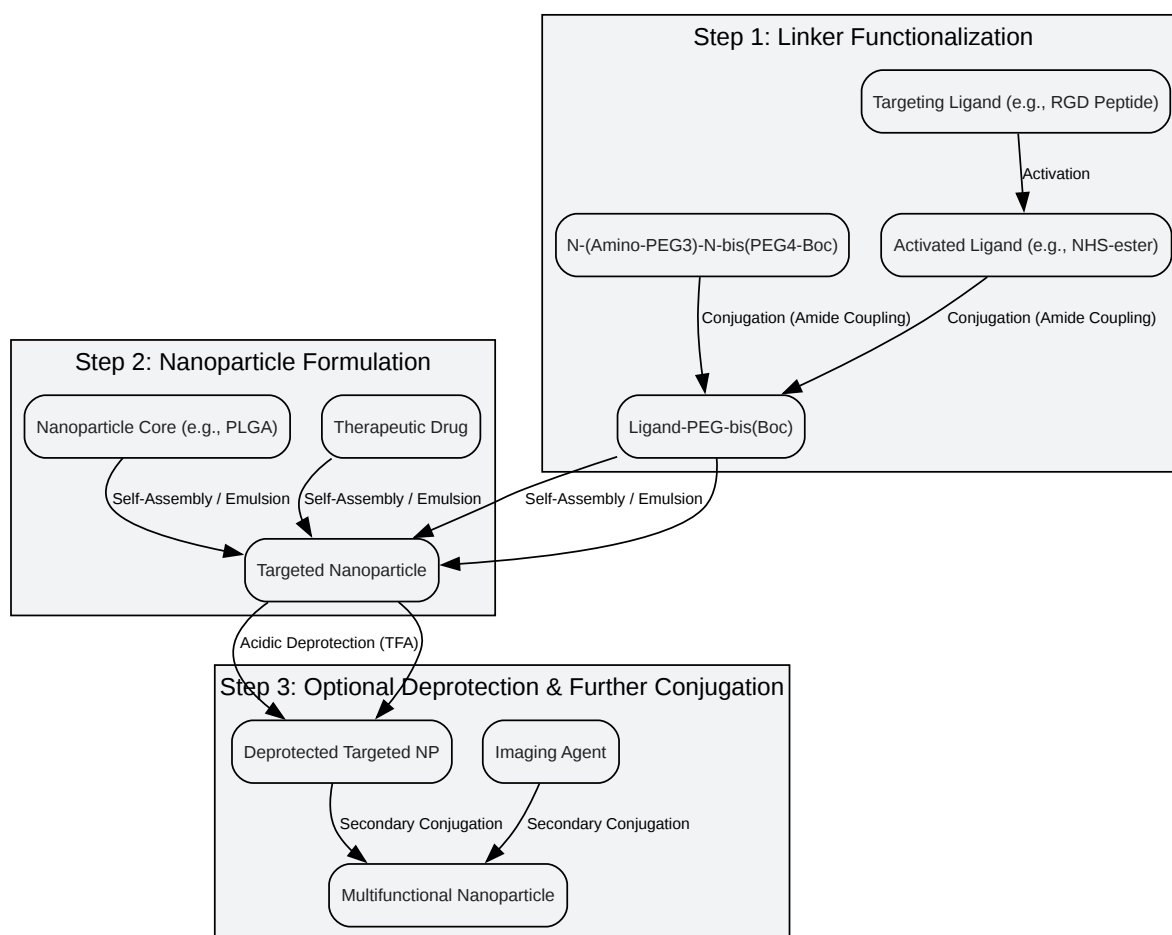 Step 1: Linker Functionalization
Targeting Ligand (e.g., RGD Peptide)
Activation
N-(Amino-PEG3)-N-bis(PEG4-Boc)
Activated Ligand (e.g., NHS-ester)
Conjugation (Amide Coupling)
Conjugation (Amide Coupling)
Ligand-PEG-bis(Boc)
Step 2: Nanoparticle Formulation
Nanoparticle Core (e.g., PLGA)
Therapeutic Drug
Self-Assembly / Emulsion
Self-Assembly / Emulsion
Self-Assembly / Emulsion
Targeted Nanoparticle
Acidic Deprotection (TFA)
Step 3: Optional Deprotection & Further Conjugation
Deprotected Targeted NP
Imaging Agent
Secondary Conjugation
Secondary Conjugation
Multifunctional Nanoparticle